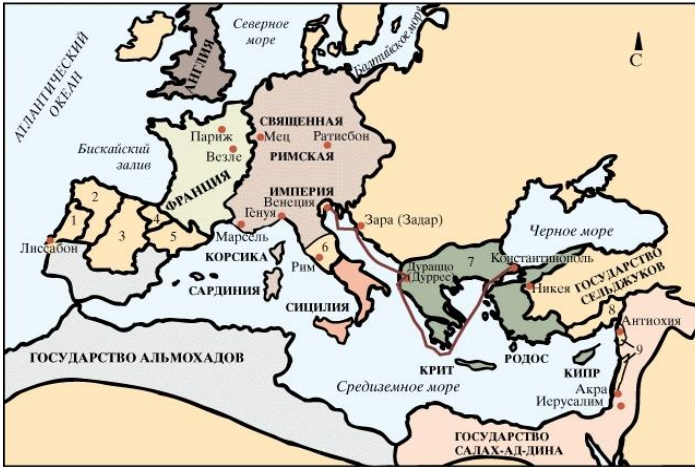 АТЛАНТИЧЕСКИЙ
ОКЕАН
Северное
море
Балтийское море
С
АНГЛИЯ
Бискайский
залив
Париж
Везле
ФРАНЦИЯ
Мец
СВЯЩЕННАЯ
Ратисбон
РИМСКАЯ
ИМПЕРИЯ
Венеция
Генуя
Марсель
Зара (Задар)
1
2
3
4
5
Лиссабон
КОРСИКА
САРДИНИЯ
6
Рим
СИЦИЛИЯ
Дураццо
(Дуррес)
7
Константинополь
Черное море
Никея
ГОСУДАРСТВО
СЕЛЬДЖУКОВ
8
Антиохия
9
КРИТ
РОДОС
КИПР
Акра
Иерусалим
ГОСУДАРСТВО АЛЬМОХАДОВ
Средиземное море
ГОСУДАРСТВО
САЛАХ-АД-ДИНА